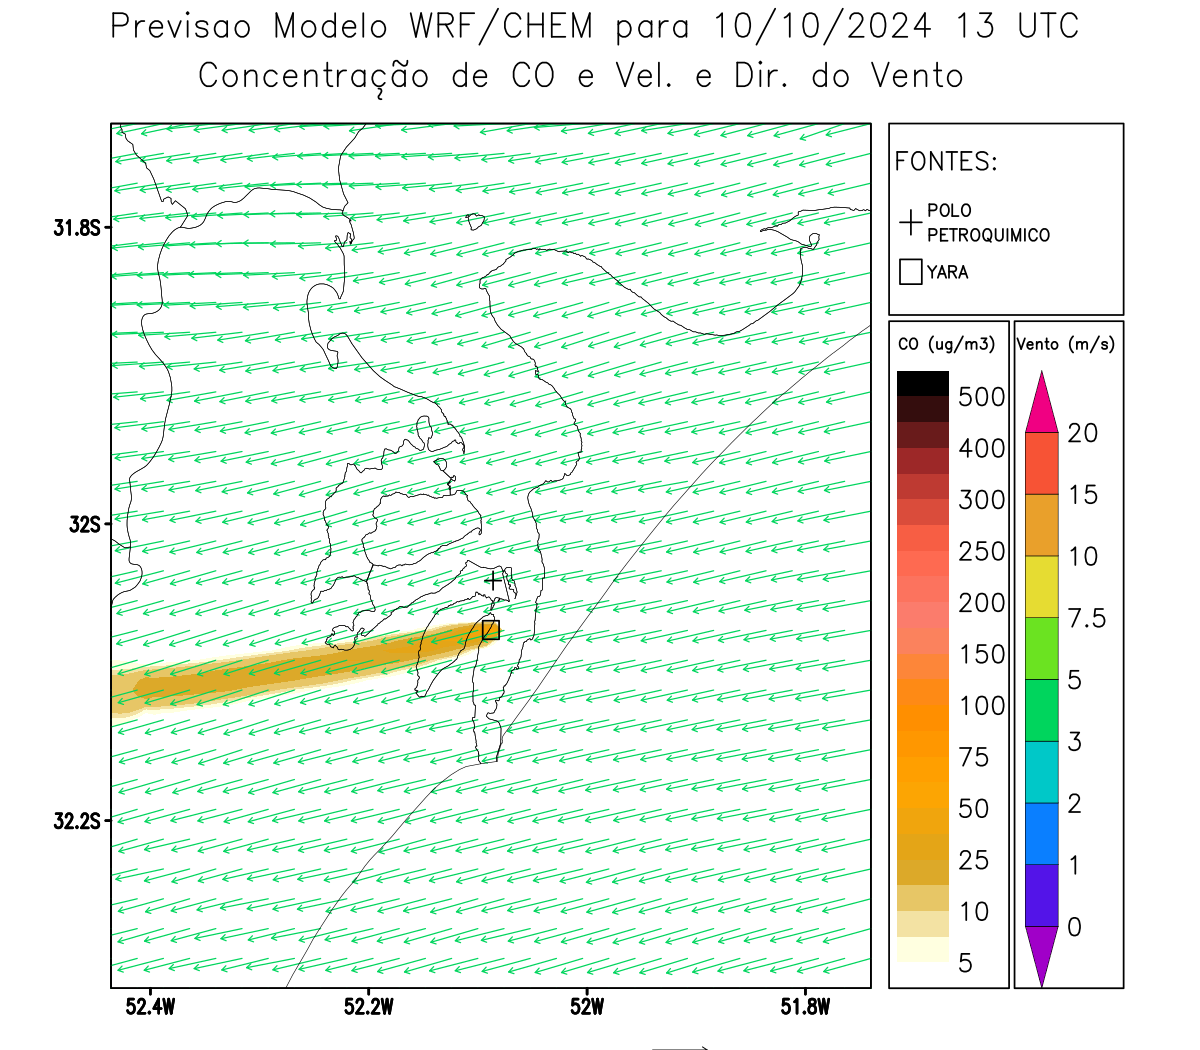 Previsao Modelo WRF/CHEM para 10/10/2024 13 UTC
Concentração de CO e Vel. e Dir. do Vento
FONTES:
POLO
PETROQUIMICO
YARA
31.8S
32S
32.2S
52.4W
52.2W
52W
51.8W
CO (ug/m3)
500
400
300
250
200
150
100
75
50
25
10
5
Vento (m/s)
20
15
10
7.5
5
3
2
1
0